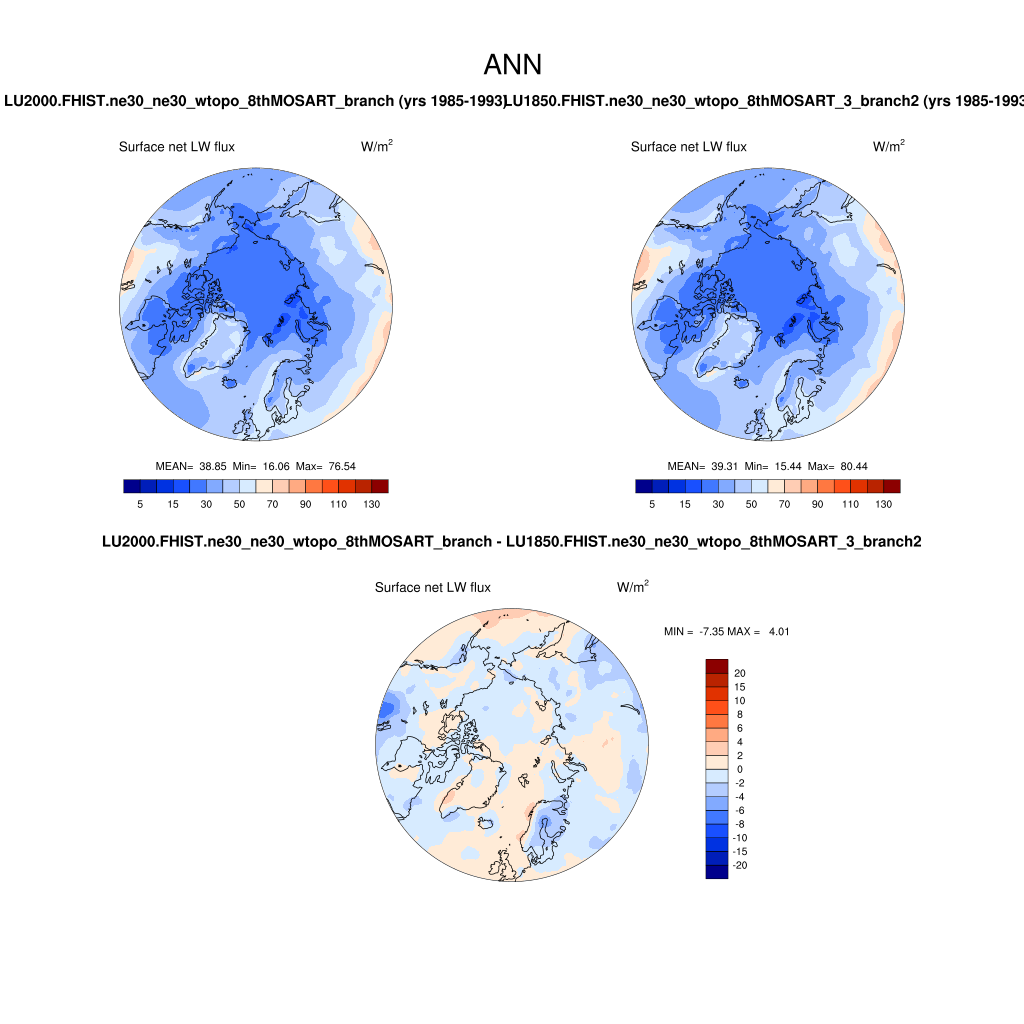 ANN
LU2000.FHIST.ne30_ne30_wtopo_8thMOSART_branch (yrs 1985-1993)
LU1850.FHIST.ne30_ne30_wtopo_8thMOSART_3_branch2 (yrs 1985-1993
Surface net LW flux W/m2
Surface net LW flux W/m2
MEAN= 38.85 Min= 16.06 Max= 76.54
MEAN= 39.31 Min= 15.44 Max= 80.44
5 15 30 50 70 90 110 130
5 15 30 50 70 90 110 130
LU2000.FHIST.ne30_ne30_wtopo_8thMOSART_branch - LU1850.FHIST.ne30_ne30_wtopo_8thMOSART_3_branch2
Surface net LW flux W/m2
MIN = -7.35 MAX = 4.01
20
15
10
8
6
4
2
0
-2
-4
-6
-8
-10
-15
-20